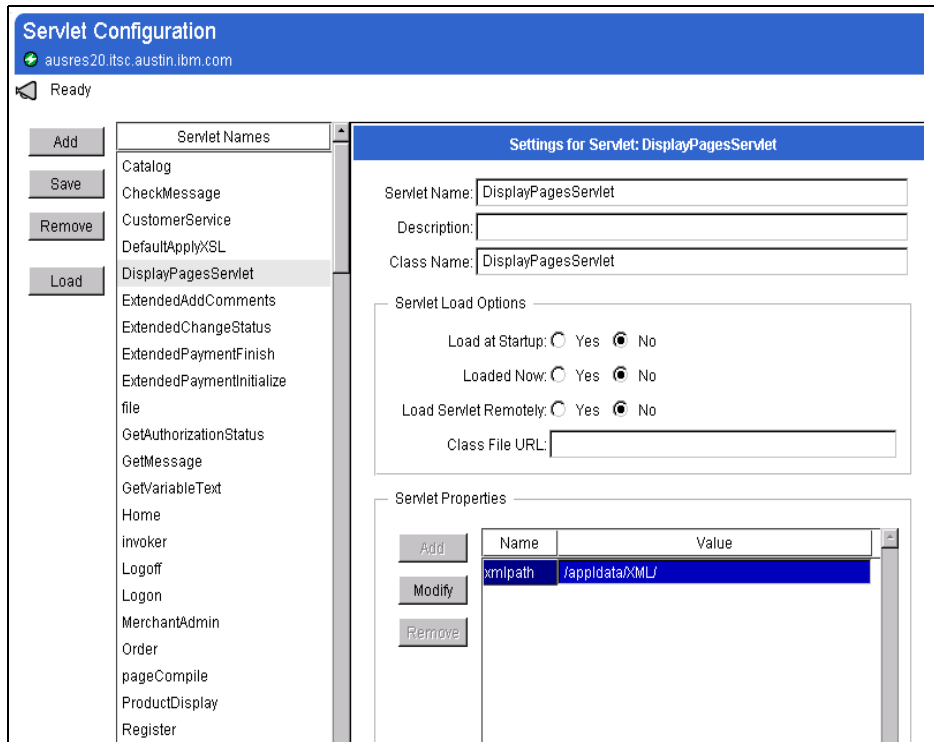 Servlet Configuration
ausres20.itsc.austin.ibm.com
Ready
Add
Save
Remove
Load
Servlet Names
Catalog
CheckMessage
CustomerService
DefaultApplyXSL
DisplayPagesServlet
ExtendedAddComments
ExtendedChangeStatus
ExtendedPaymentFinish
ExtendedPaymentInitialize
file
GetAuthorizationStatus
GetMessage
GetVariableText
Home
invoker
Logoff
Logon
MerchantAdmin
Order
pageCompile
ProductDisplay
Register
Settings for Servlet: DisplayPagesServlet
Servlet Name: DisplayPagesServlet
Description:
Class Name: DisplayPagesServlet
Servlet Load Options
Load at Startup: Yes No
Loaded Now: Yes No
Load Servlet Remotely: Yes No
Class File URL:
Servlet Properties
Add
Modify
Remove
Name Value
xmlpath /appldata/XML/